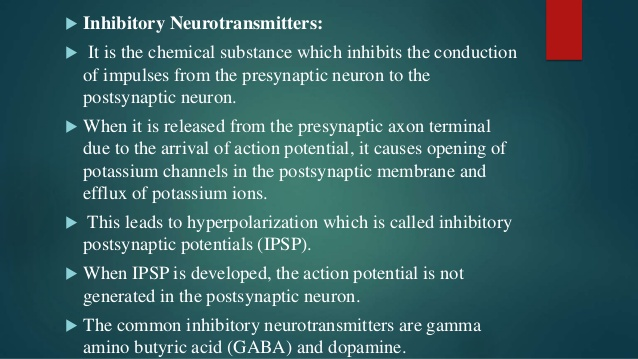 Inhibitory Neurotransmitters:
It is the chemical substance which inhibits the conduction
of impulses from the presynaptic neuron to the
postsynaptic neuron.
When it is released from the presynaptic axon terminal
due to the arrival of action potential, it causes opening of
potassium channels in the postsynaptic membrane and
efflux of potassium ions.
This leads to hyperpolarization which is called inhibitory
postsynaptic potentials (IPSP).
When IPSP is developed, the action potential is not
generated in the postsynaptic neuron.
The common inhibitory neurotransmitters are gamma
amino butyric acid (GABA) and dopamine.